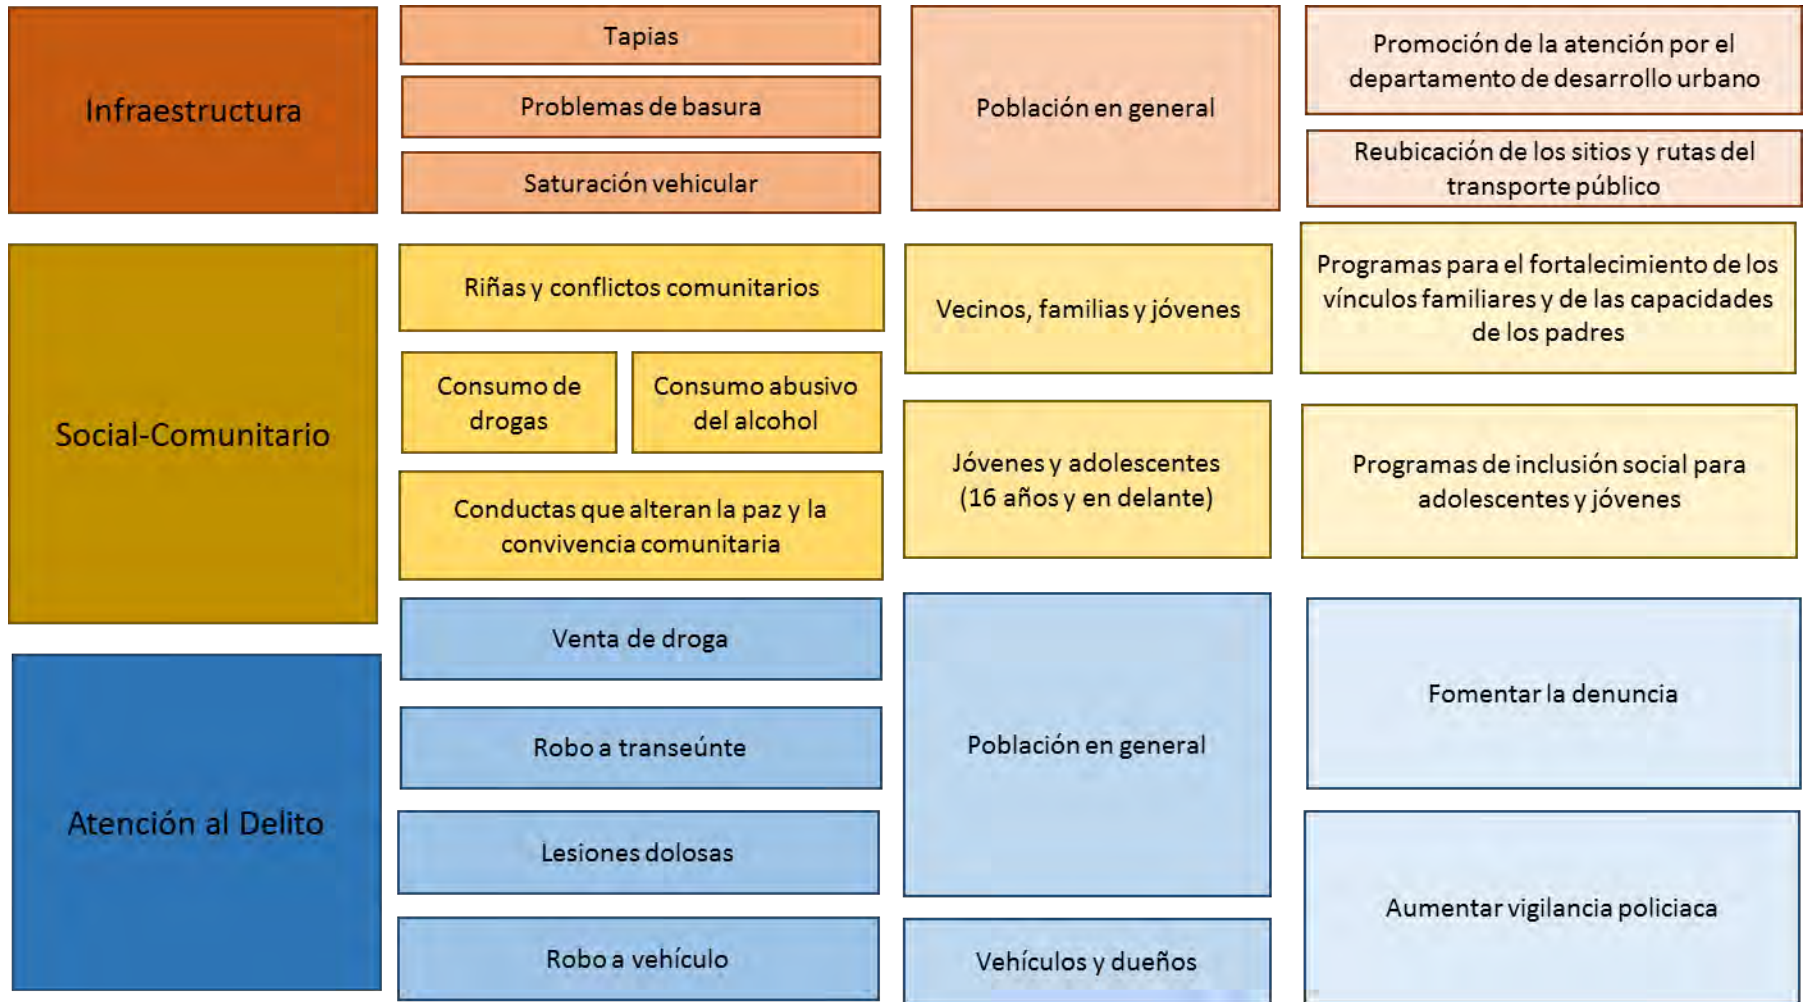 Infraestructura
Tapias
Problemas de basura
Saturación vehicular
Población en general
Promoción de la atención por el
departamento de desarrollo urbano
Reubicación de los sitios y rutas del
transporte público
Social-Comunitario
Riñas y conflictos comunitarios
Consumo de
drogas
Consumo abusivo
del alcohol
Conductas que alteran la paz y la
convivencia comunitaria
Vecinos, familias y jóvenes
Jóvenes y adolescentes
(16 años y en delante)
Programas para el fortalecimiento de los
vínculos familiares y de las capacidades
de los padres
Programas de inclusión social para
adolescentes y jóvenes
Atención al Delito
Venta de droga
Robo a transeúnte
Lesiones dolosas
Robo a vehículo
Población en general
Vehículos y dueños
Fomentar la denuncia
Aumentar vigilancia policiaca